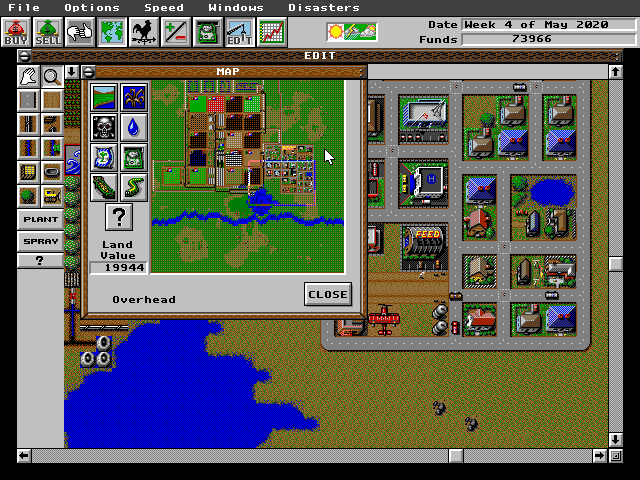 File Options Speed Windows Disasters
BUY SELL EDIT
Date Week 4 of May 2020
Funds 73966
EDIT
MAP
PLANT
SPRAY
?
?
Land
Value
19944
Overhead
CLOSE
H
FEED